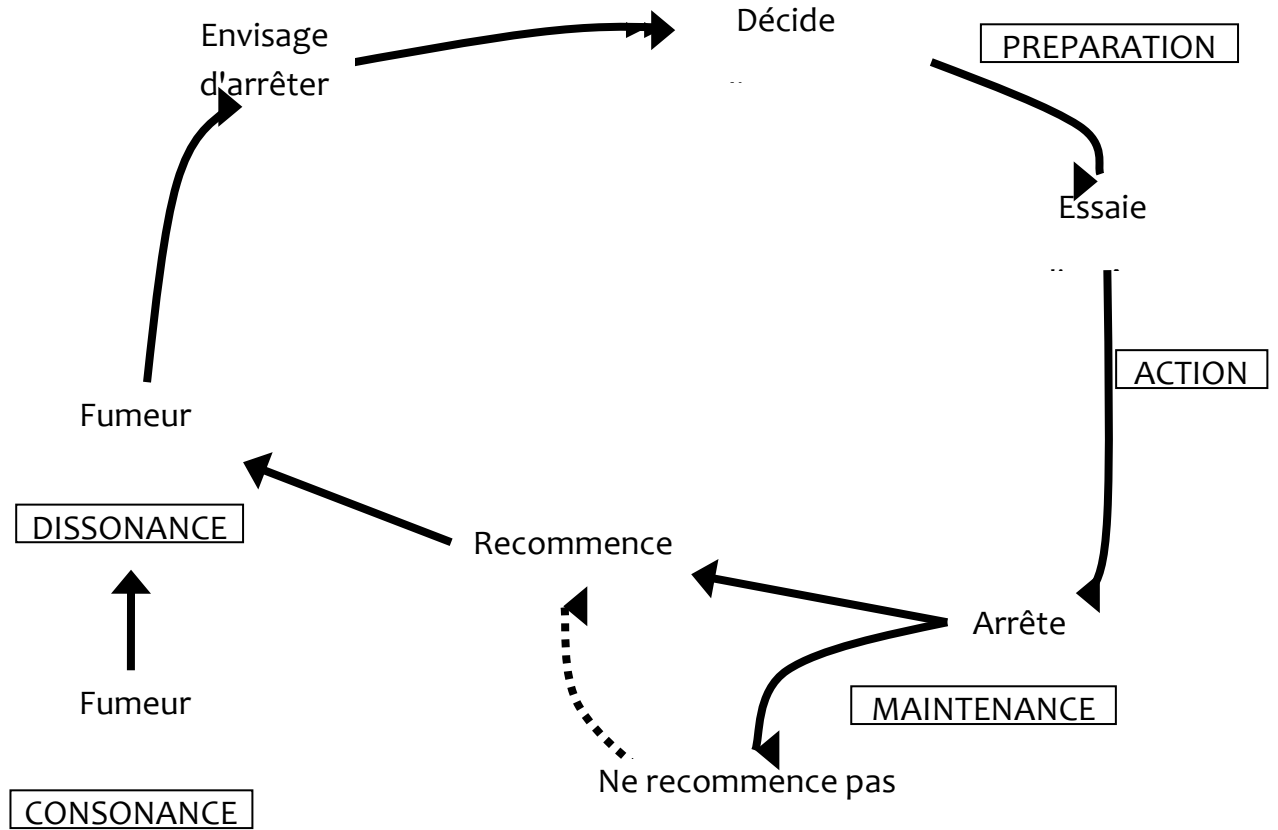 Envisage
d'arrêter
Décide
PREPARATION
Essaie
ACTION
Fumeur
DISSONANCE
Recommence
Arrête
Fumeur
MAINTENANCE
Ne recommence pas
CONSONANCE